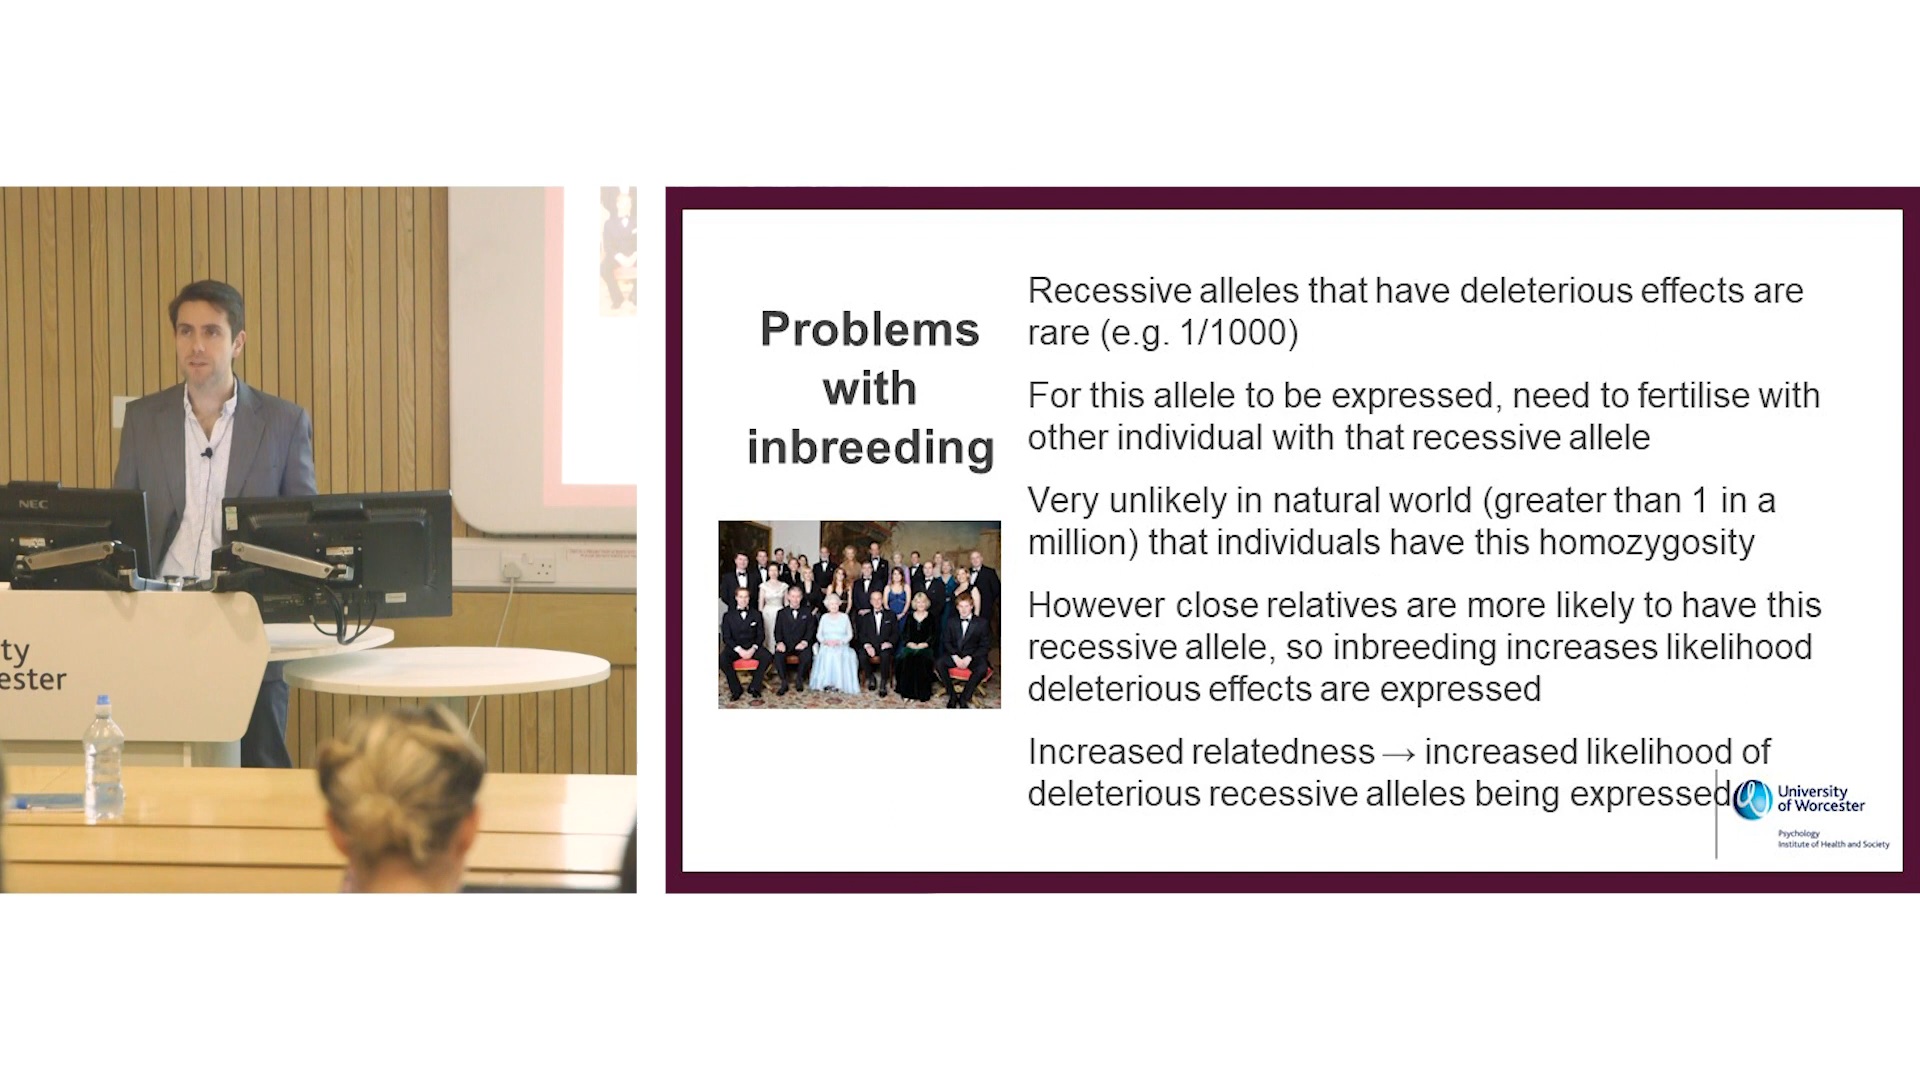 NEC
ty
ester
Problems
with
inbreeding
Recessive alleles that have deleterious effects are
rare (e.g. 1/1000)
For this allele to be expressed, need to fertilise with
other individual with that recessive allele
Very unlikely in natural world (greater than 1 in a
million) that individuals have this homozygosity
However close relatives are more likely to have this
recessive allele, so inbreeding increases likelihood
deleterious effects are expressed
Increased relatedness → increased likelihood of
deleterious recessive alleles being expressed
University
of Worcester
Psychology
Institute of Health and Society